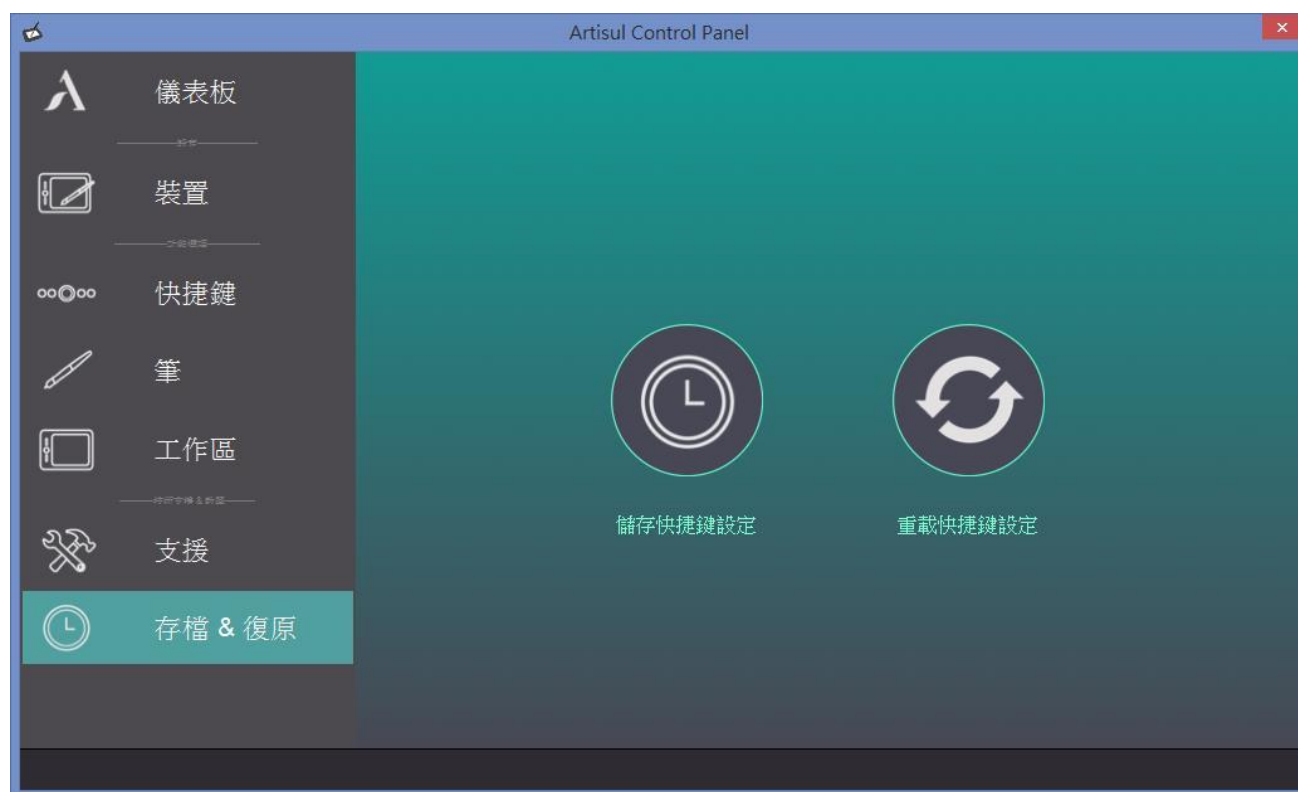 Artisul Control Panel
儀表板
裝置
快捷鍵
筆
工作區
支援
存檔 & 復原
儲存快捷鍵設定
重載快捷鍵設定